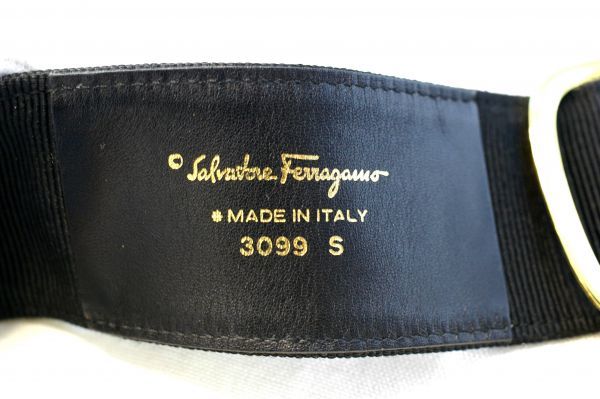 © Salvatore Ferragamo
* MADE IN ITALY
3099 S